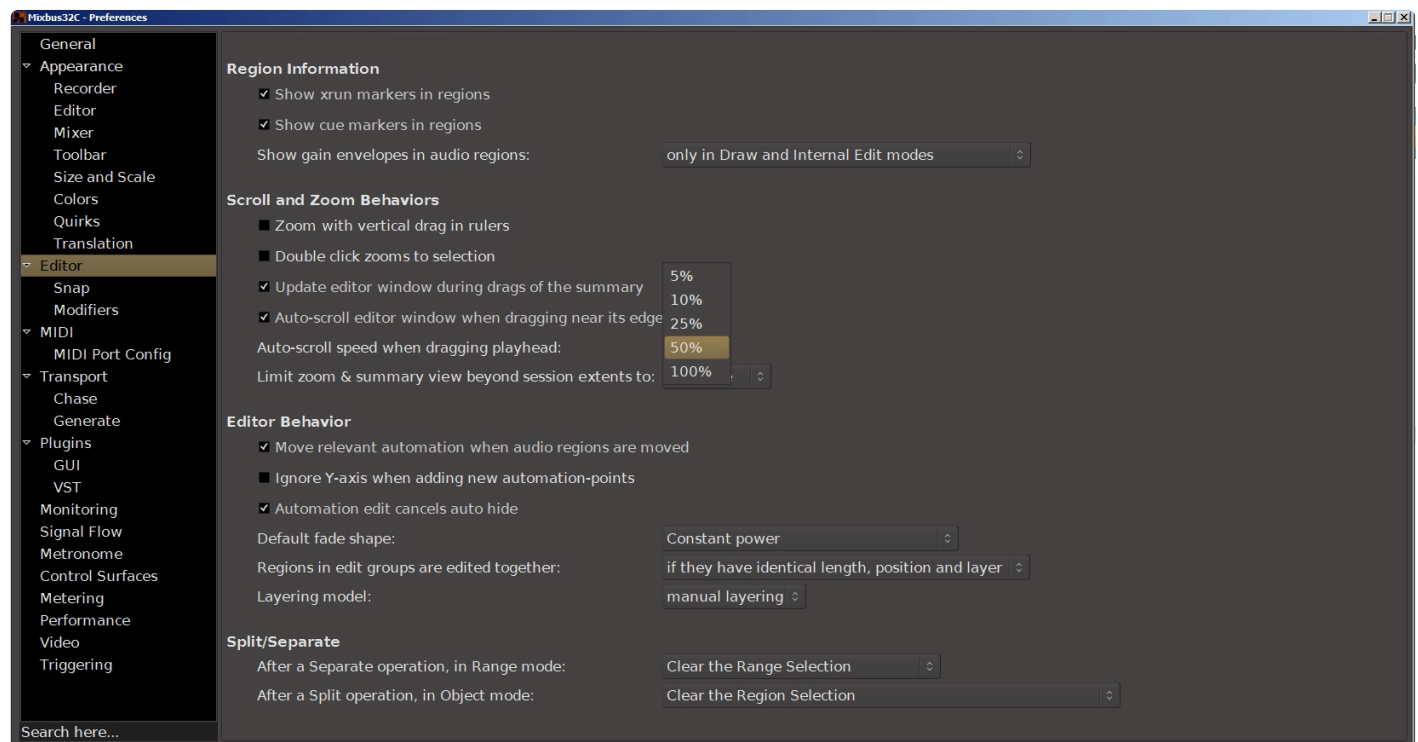 Mixbus32C - Preferences
General
Appearance
Recorder
Editor
Mixer
Toolbar
Size and Scale
Colors
Quirks
Translation
Editor
Snap
Modifiers
MIDI
MIDI Port Config
Transport
Chase
Generate
Plugins
GUI
VST
Monitoring
Signal Flow
Metronome
Control Surfaces
Metering
Performance
Video
Triggering
Search here...
Region Information
Show xrun markers in regions
Show cue markers in regions
Show gain envelopes in audio regions: only in Draw and Internal Edit modes
Scroll and Zoom Behaviors
Zoom with vertical drag in rulers
Double click zooms to selection
Update editor window during drags of the summary
Auto-scroll editor window when dragging near its edge
Auto-scroll speed when dragging playhead:
Limit zoom & summary view beyond session extents to:
5%
10%
25%
50%
100%
Editor Behavior
Move relevant automation when audio regions are moved
Ignore Y-axis when adding new automation-points
Automation edit cancels auto hide
Default fade shape: Constant power
Regions in edit groups are edited together: if they have identical length, position and layer
Layering model: manual layering
Split/Separate
After a Separate operation, in Range mode: Clear the Range Selection
After a Split operation, in Object mode: Clear the Region Selection